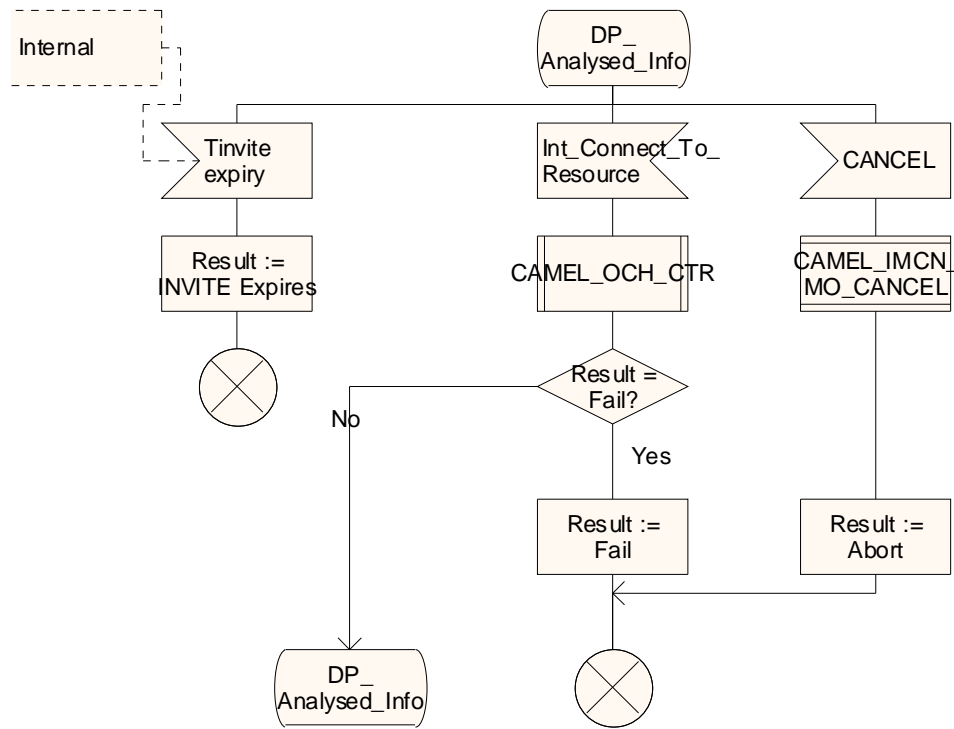 Internal
DP_
Analysed_Info
Tinvite
expiry
Int_Connect_To_
Resource
CANCEL
Result :=
INVITE Expires
CAMEL_OCH_CTR
CAMEL_IMCN_
MO_CANCEL
Result =
Fail?
No
Yes
Result :=
Fail
Result :=
Abort
DP_
Analysed_Info